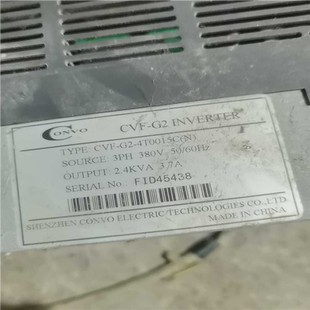 CONVO
CVF-G2 INVERTER
TYPE: CVF-G2-4T0015C(N)
SOURCE: 3PH 380V 50/60Hz
OUTPUT: 2.4KVA 3.7A
SERIAL No. FID45438
SHENZHEN CONVO ELECTRIC TECHNOLOGIES CO.,LTD.
MADE IN CHINA